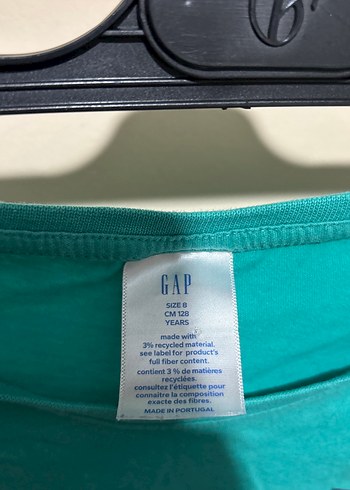 GAP
SIZE 8
CM 128
YEARS
made with
3% recycled material.
see label for product's
full fiber content.
contient 3 % de matières
recyclées.
consultez l'étiquette pour
connaître la composition
exacte des fibres.
MADE IN PORTUGAL